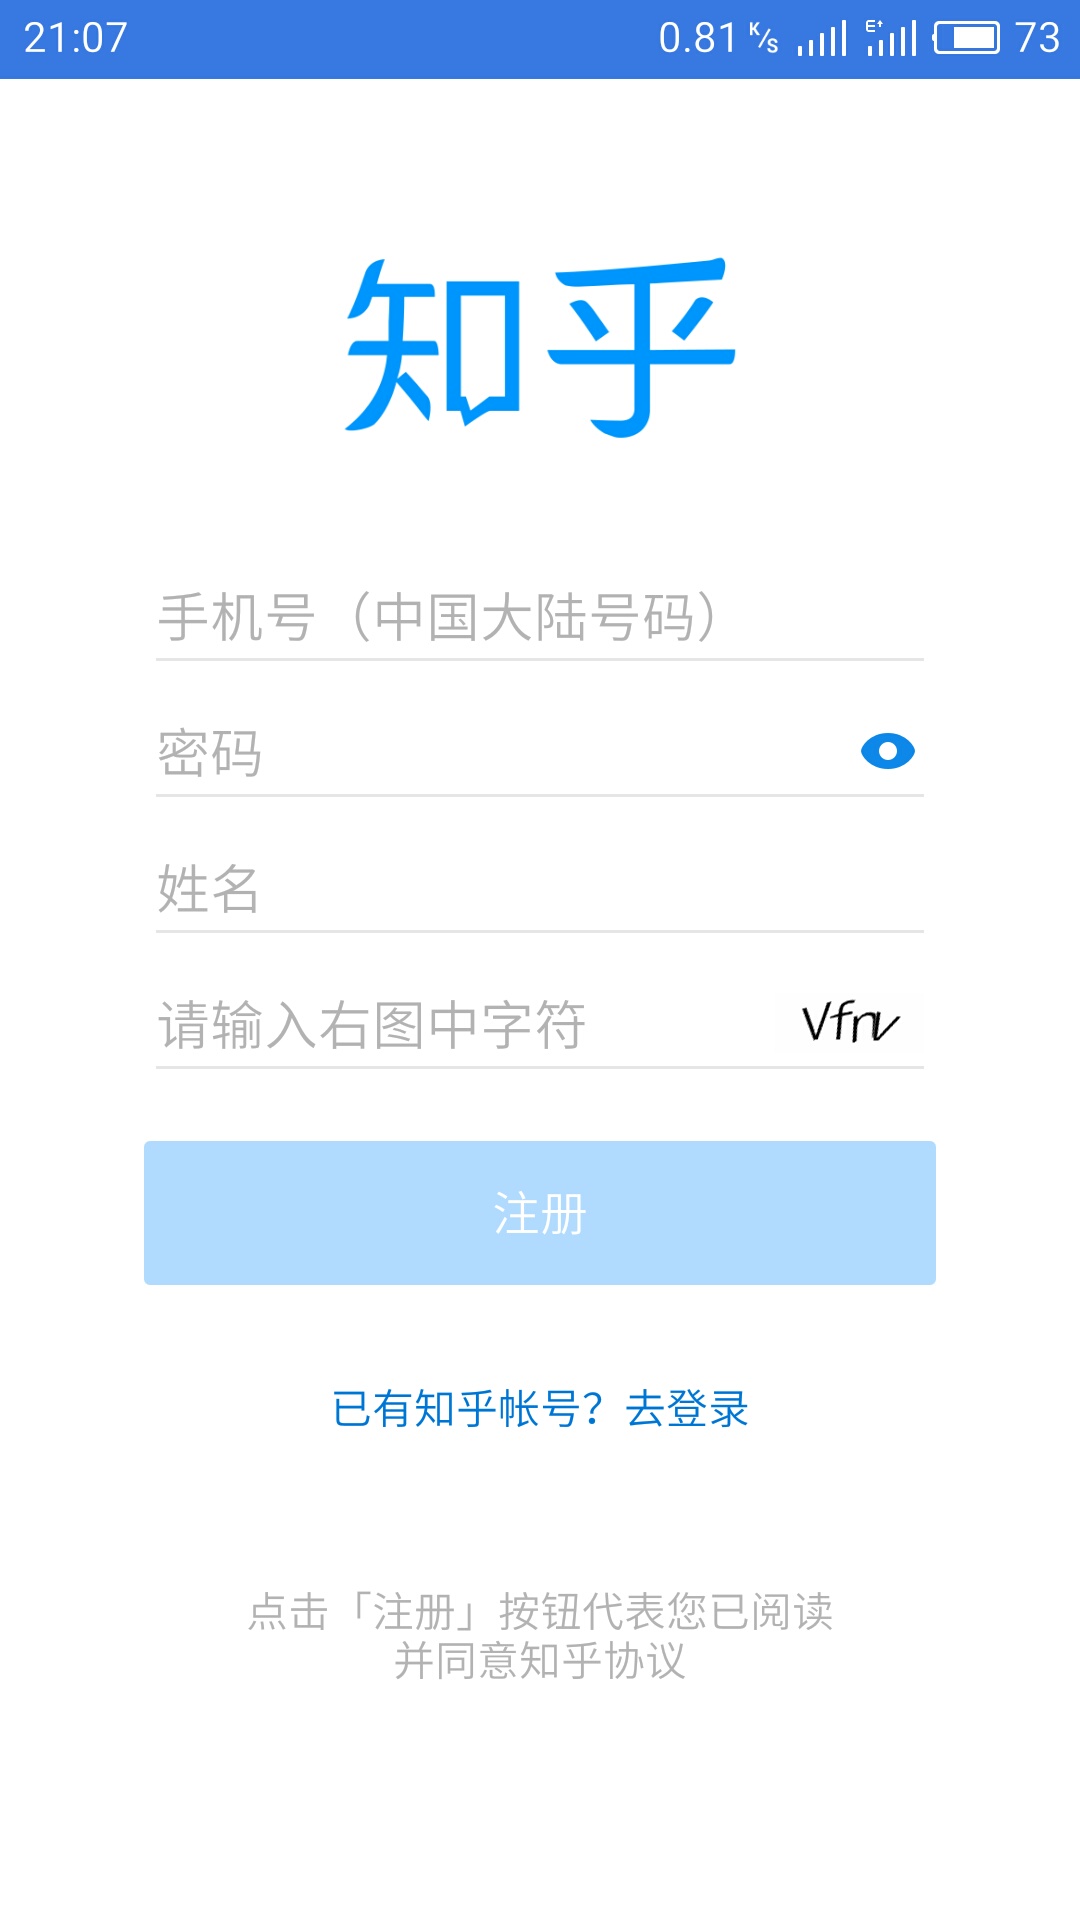 21:07 0.81 K/s 73
知乎
手机号（中国大陆号码）
密码
姓名
请输入右图中字符 Vfnv
注册
已有知乎帐号？去登录
点击「注册」按钮代表您已阅读
并同意知乎协议